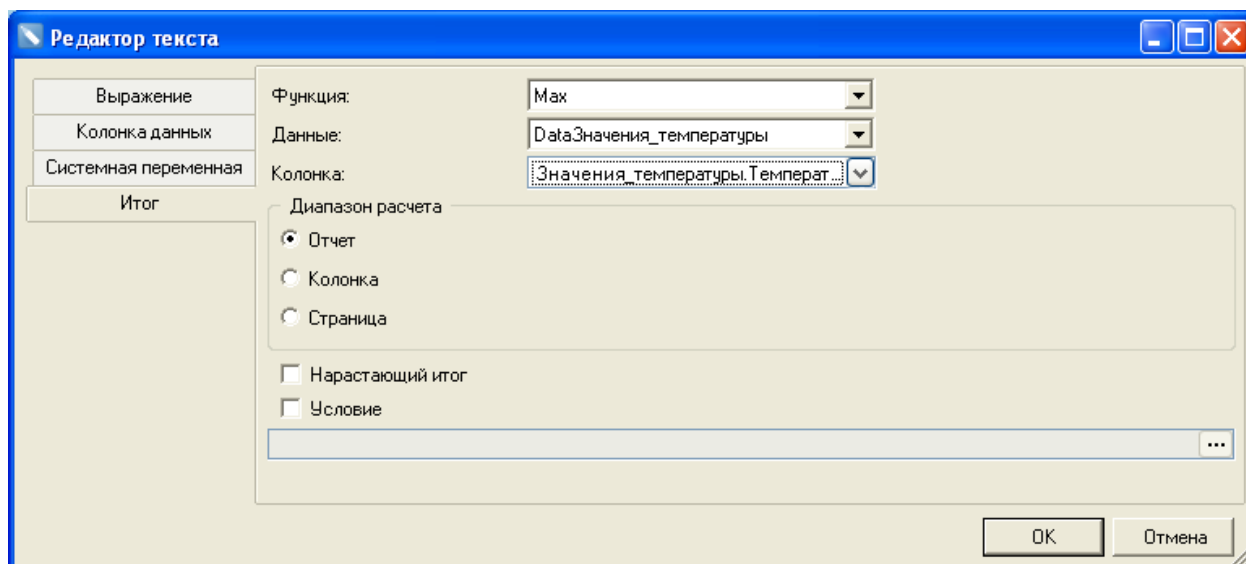 Редактор текста
Выражение
Колонка данных
Системная переменная
Итог
Функция: Max
Данные: DataЗначения_температуры
Колонка: Значения_температуры.Температ...
Диапазон расчета
Отчет
Колонка
Страница
Нарастающий итог
Условие
...
OK Отмена